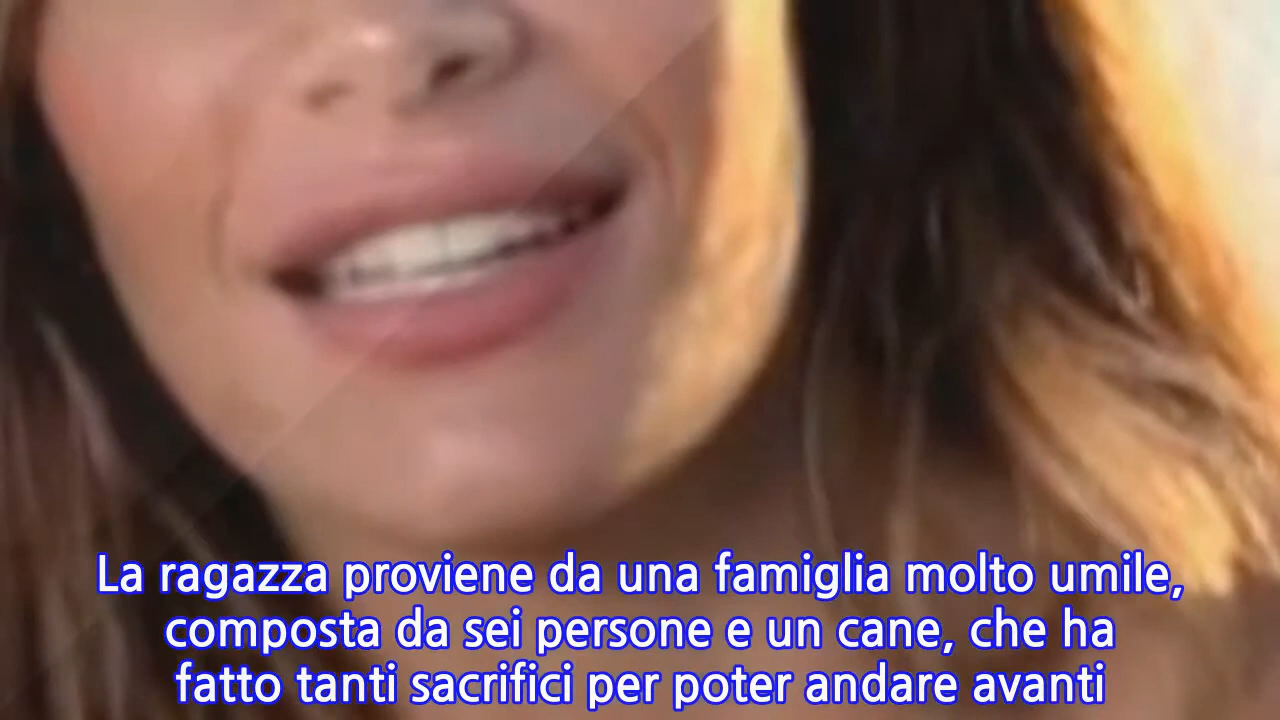 La ragazza proviene da una famiglia molto umile,
composta da sei persone e un cane, che ha
fatto tanti sacrifici per poter andare avanti